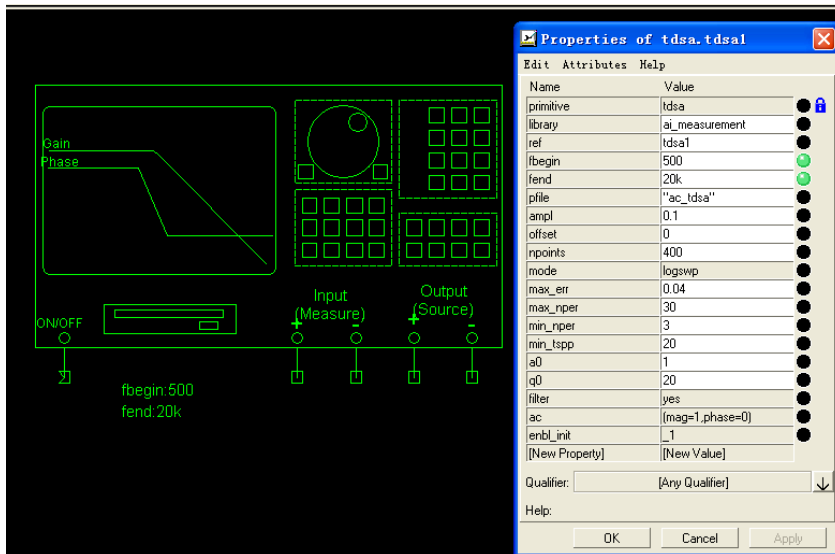 Gain
Phase
ON/OFF
Input
(Measure)
Output
(Source)
+
-
+
-
fbegin:500
fend:20k
Properties of tdsa.tdsa1
Edit Attributes Help
Name Value
primitive tdsa
library aj_measurement
ref tdsa1
fbegin 500
fend 20k
pfile "ac_tdsa"
ampl 0.1
offset 0
npoints 400
mode logswp
max_err 0.04
max_nper 30
min_nper 3
min_tspp 20
a0 1
q0 20
filter yes
ac (mag=1,phase=0)
enbl_init _1
[New Property] [New Value]
Qualifier: [Any Qualifier]
Help:
OK Cancel Apply